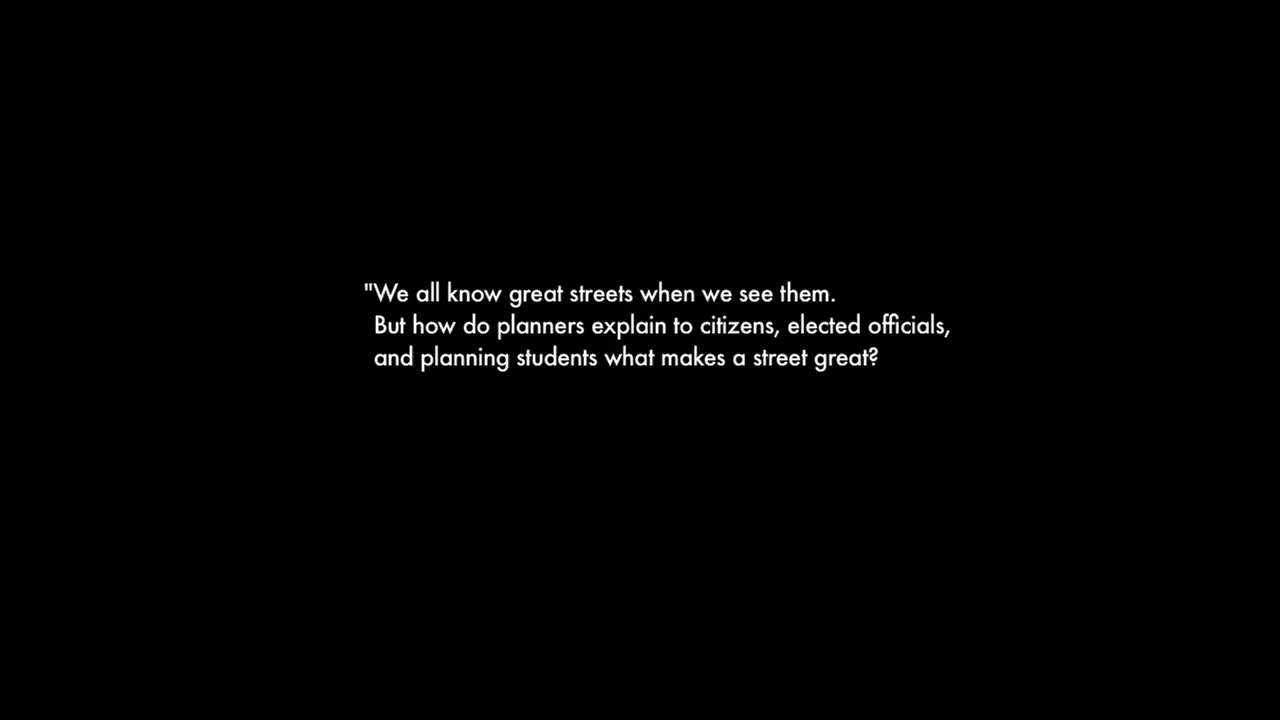 "We all know great streets when we see them.
But how do planners explain to citizens, elected officials,
and planning students what makes a street great?